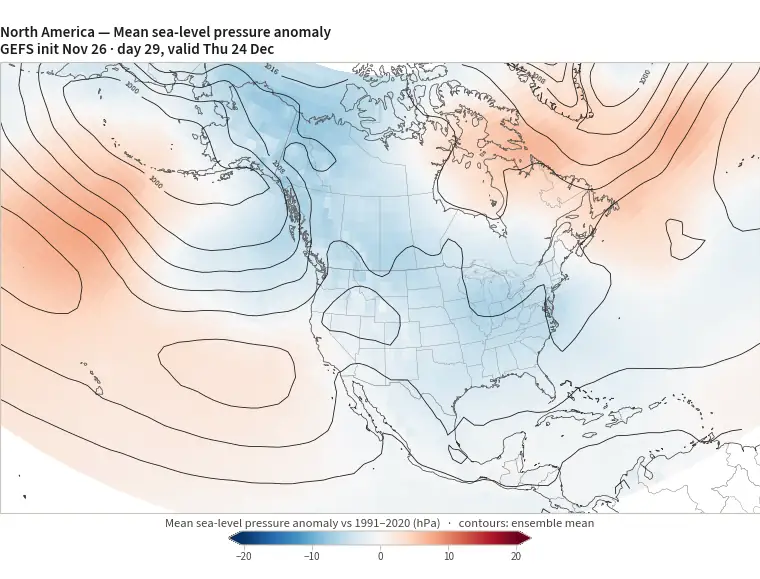 North America — Mean sea-level pressure anomaly
GEFS init Nov 26 · day 29, valid Thu 24 Dec
1016
1000
1008
1000
1008
1000
Mean sea-level pressure anomaly vs 1991–2020 (hPa) · contours: ensemble mean
−20 −10 0 10 20